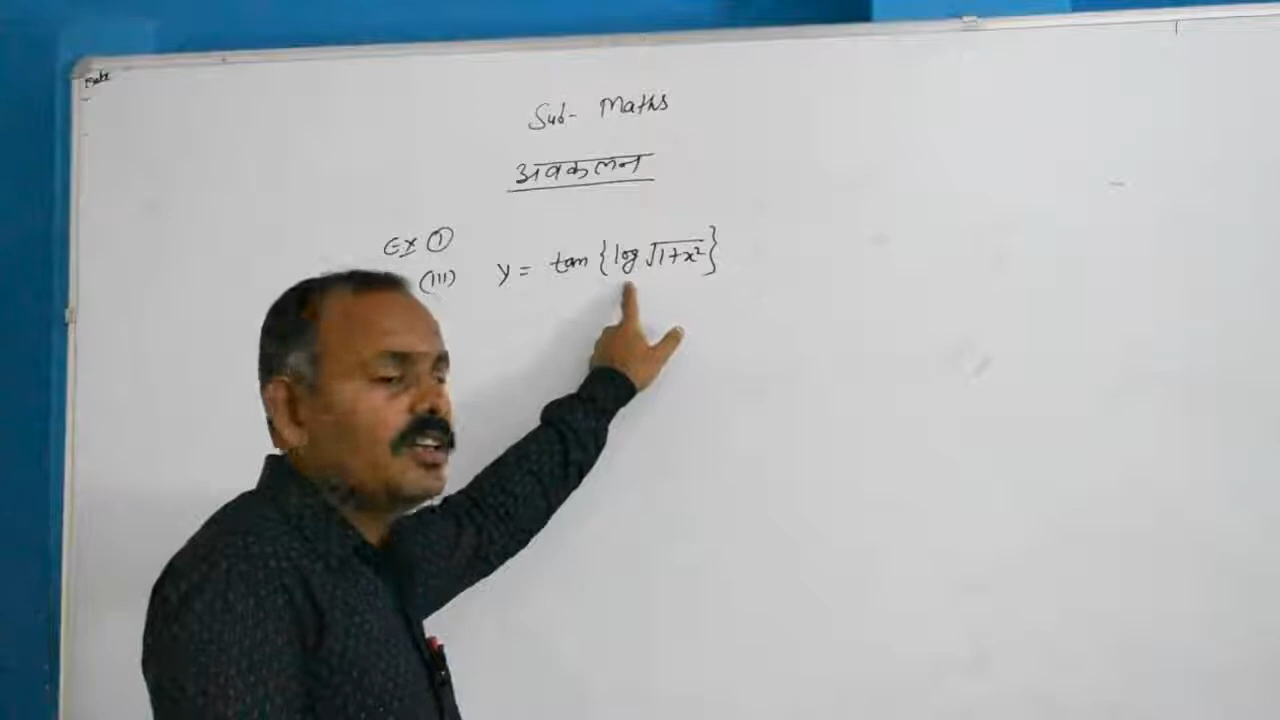 Sub- Maths
अवकलन
Ex ①
(III) y = tan {log √1+x²}